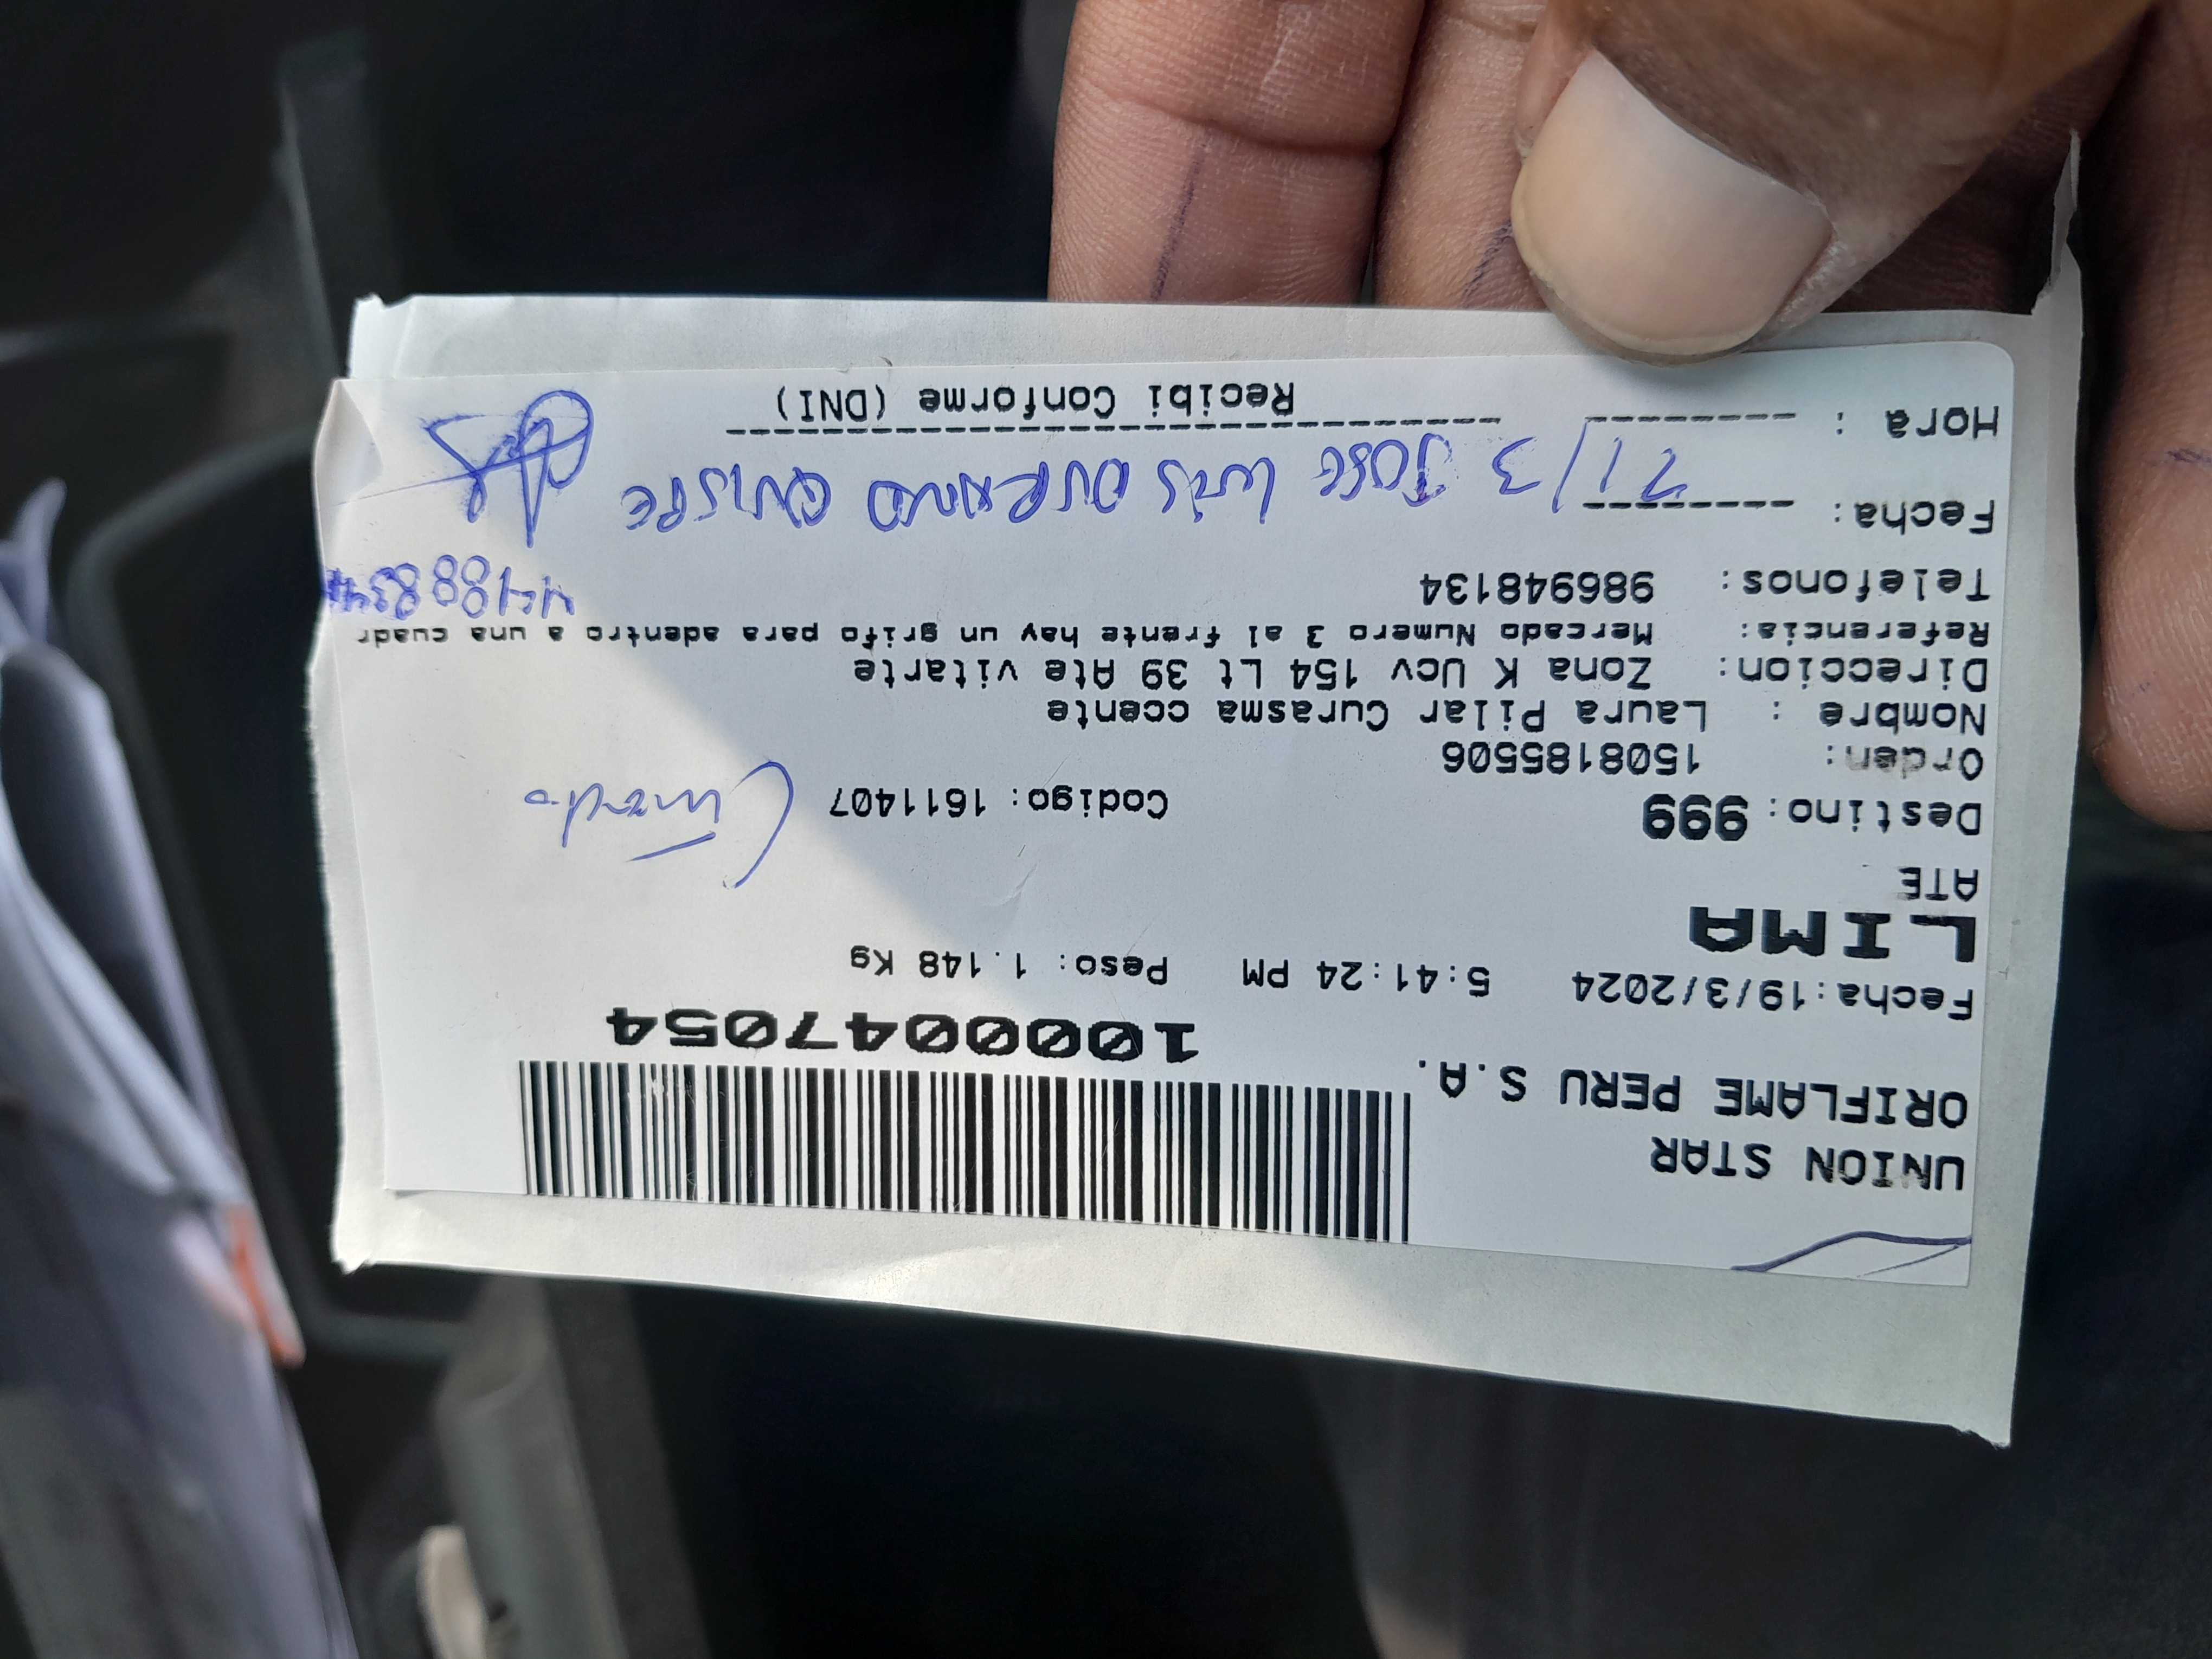 UNION STAR
ORIFLAME PERU S.A.
1000047054
Fecha:19/3/2024 5:41:24 PM Peso: 1.148 Kg
LIMA
ATE
Destino: 999 Codigo: 1611407
Orden: 1508185506
Nombre : Laura Pilar Curasma ccente
Direccion: Zona K Ucv 154 Lt 39 Ate vitarte
Referencia: Mercado Numero 3 al frente hay un grifo para adentro a una cuadr
Telefonos: 986948134
Fecha: 21/3 JOSE LUIS QUISPE
Hora :
Recibi Conforme (DNI)